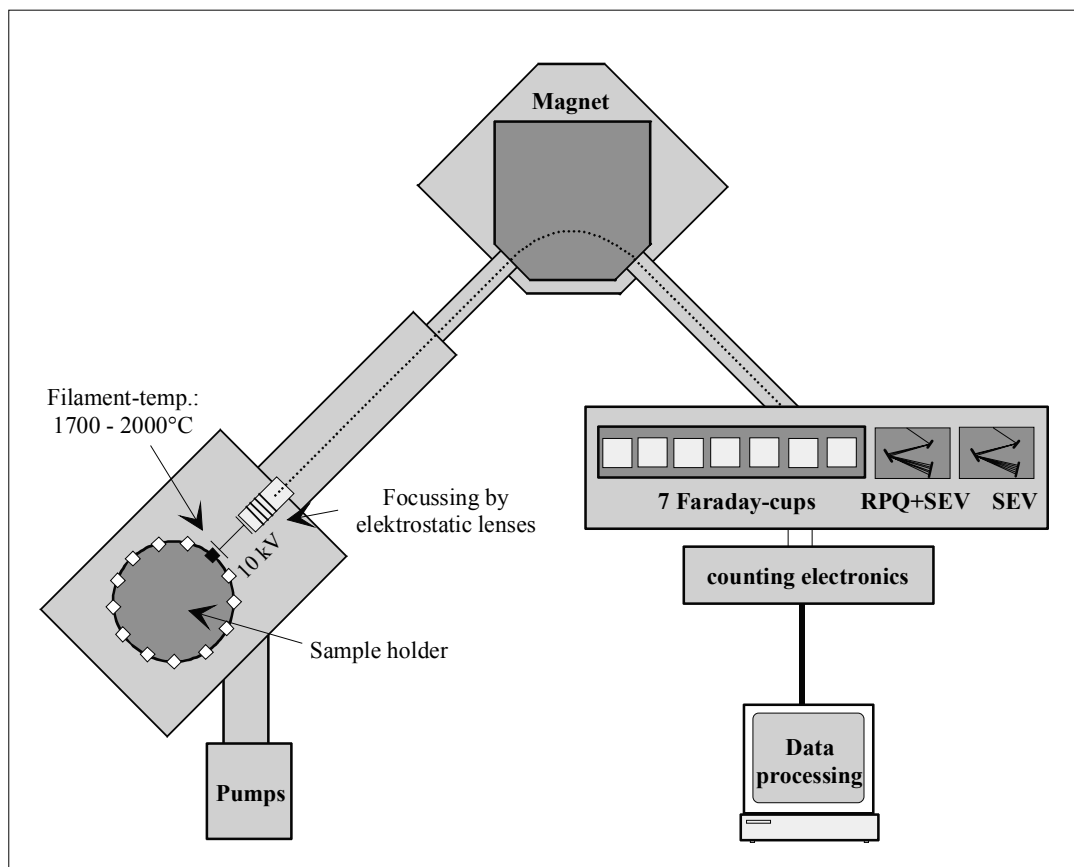 Magnet
Filament-temp.:
1700 - 2000°C
Focussing by
elektrostatic lenses
10 kV
7 Faraday-cups
RPQ+SEV
SEV
counting electronics
Sample holder
Data
processing
Pumps